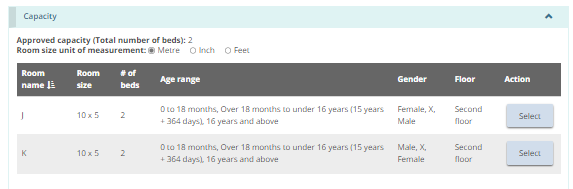 Capacity
Approved capacity (Total number of beds): 2
Room size unit of measurement: Metre Inch Feet
Room name Room size # of beds Age range Gender Floor Action
J 10 x 5 2 0 to 18 months, Over 18 months to under 16 years (15 years + 364 days), 16 years and above Female, X, Male Second floor Select
K 10 x 5 2 0 to 18 months, Over 18 months to under 16 years (15 years + 364 days), 16 years and above Male, X, Female Second floor Select